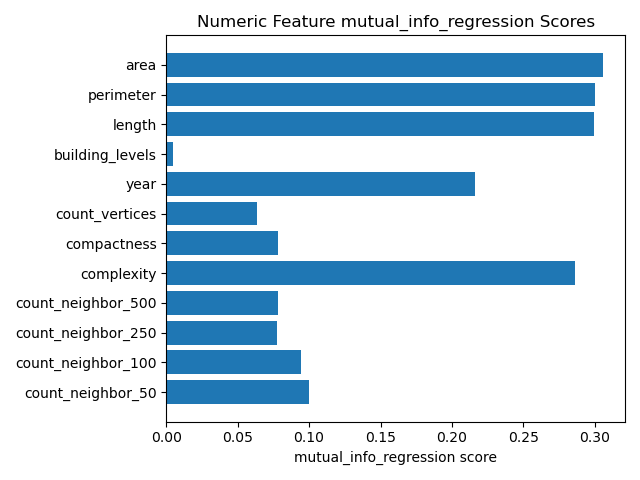 Numeric Feature mutual_info_regression Scores
area
perimeter
length
building_levels
year
count_vertices
compactness
complexity
count_neighbor_500
count_neighbor_250
count_neighbor_100
count_neighbor_50
0.00 0.05 0.10 0.15 0.20 0.25 0.30
mutual_info_regression score